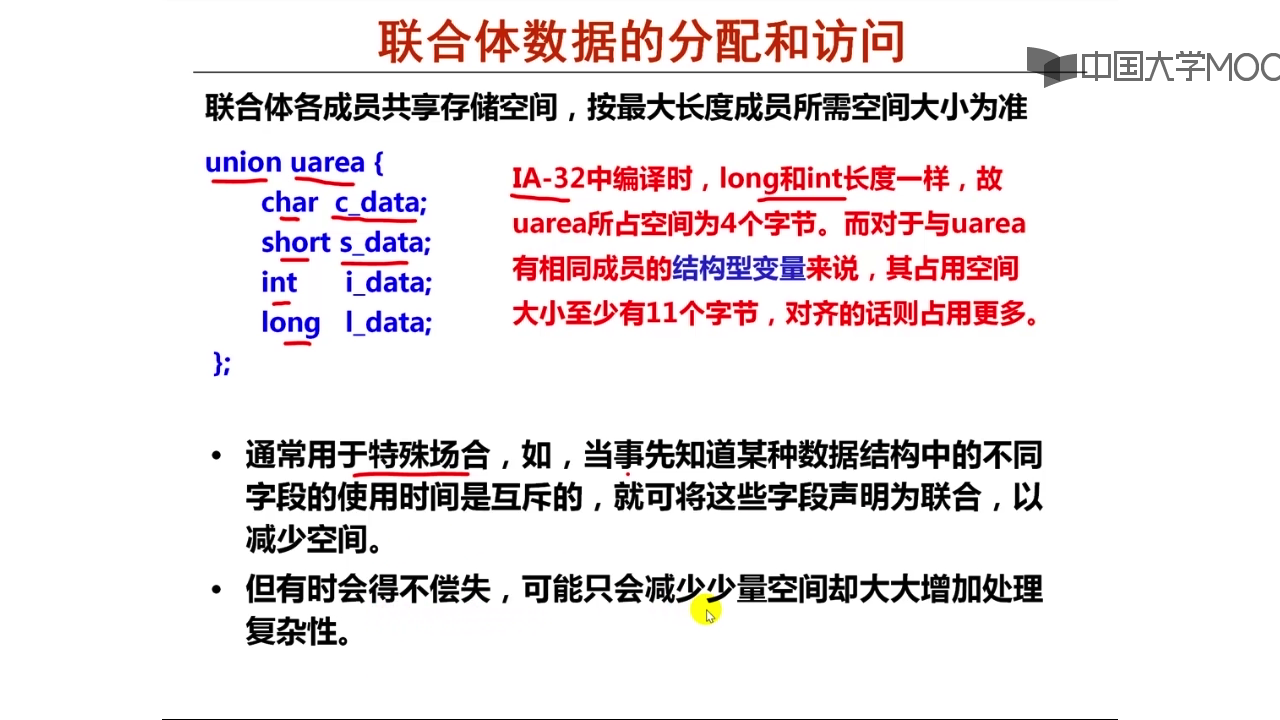 联合体数据的分配和访问
中国大学MOO
联合体各成员共享存储空间，按最大长度成员所需空间大小为准
union uarea {
char c_data;
short s_data;
int i_data;
long l_data;
};
IA-32中编译时，long和int长度一样，故
uarea所占空间为4个字节。而对于与uarea
有相同成员的结构型变量来说，其占用空间
大小至少有11个字节，对齐的话则占用更多。
• 通常用于特殊场合，如，当事先知道某种数据结构中的不同
字段的使用时间是互斥的，就可将这些字段声明为联合，以
减少空间。
• 但有时会得不偿失，可能只会减少少量空间却大大增加处理
复杂性。